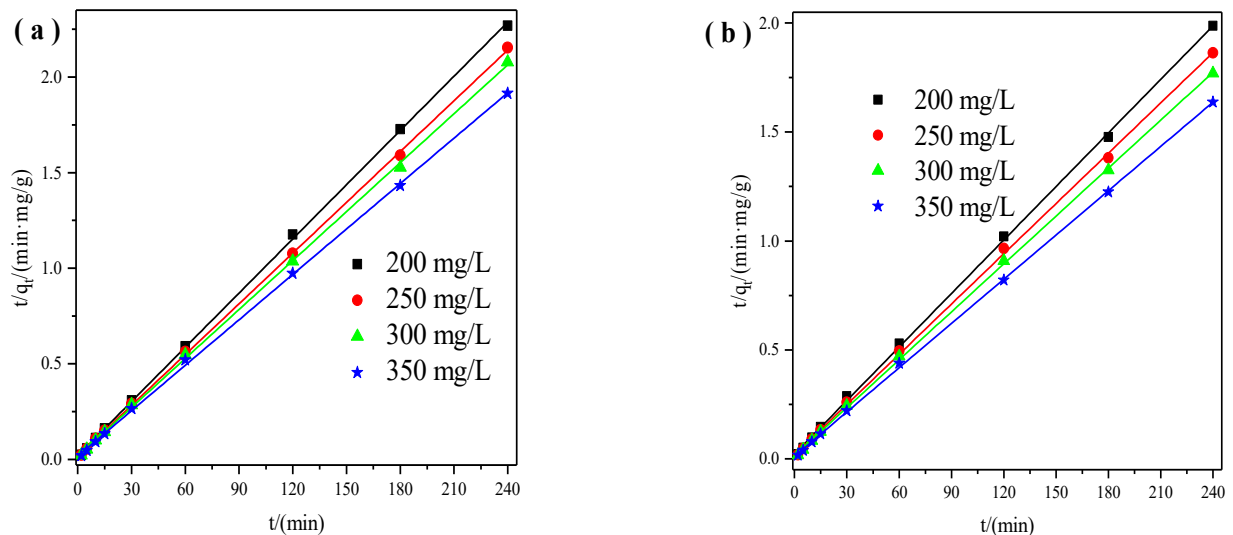 ( a )
2.0
1.5
1.0
0.5
0.0
t/qt/(min·mg/g)
200 mg/L
250 mg/L
300 mg/L
350 mg/L
0 30 60 90 120 150 180 210 240
t/(min)
( b )
2.0
1.5
1.0
0.5
0.0
t/qt/(min·mg/g)
200 mg/L
250 mg/L
300 mg/L
350 mg/L
0 30 60 90 120 150 180 210 240
t/(min)